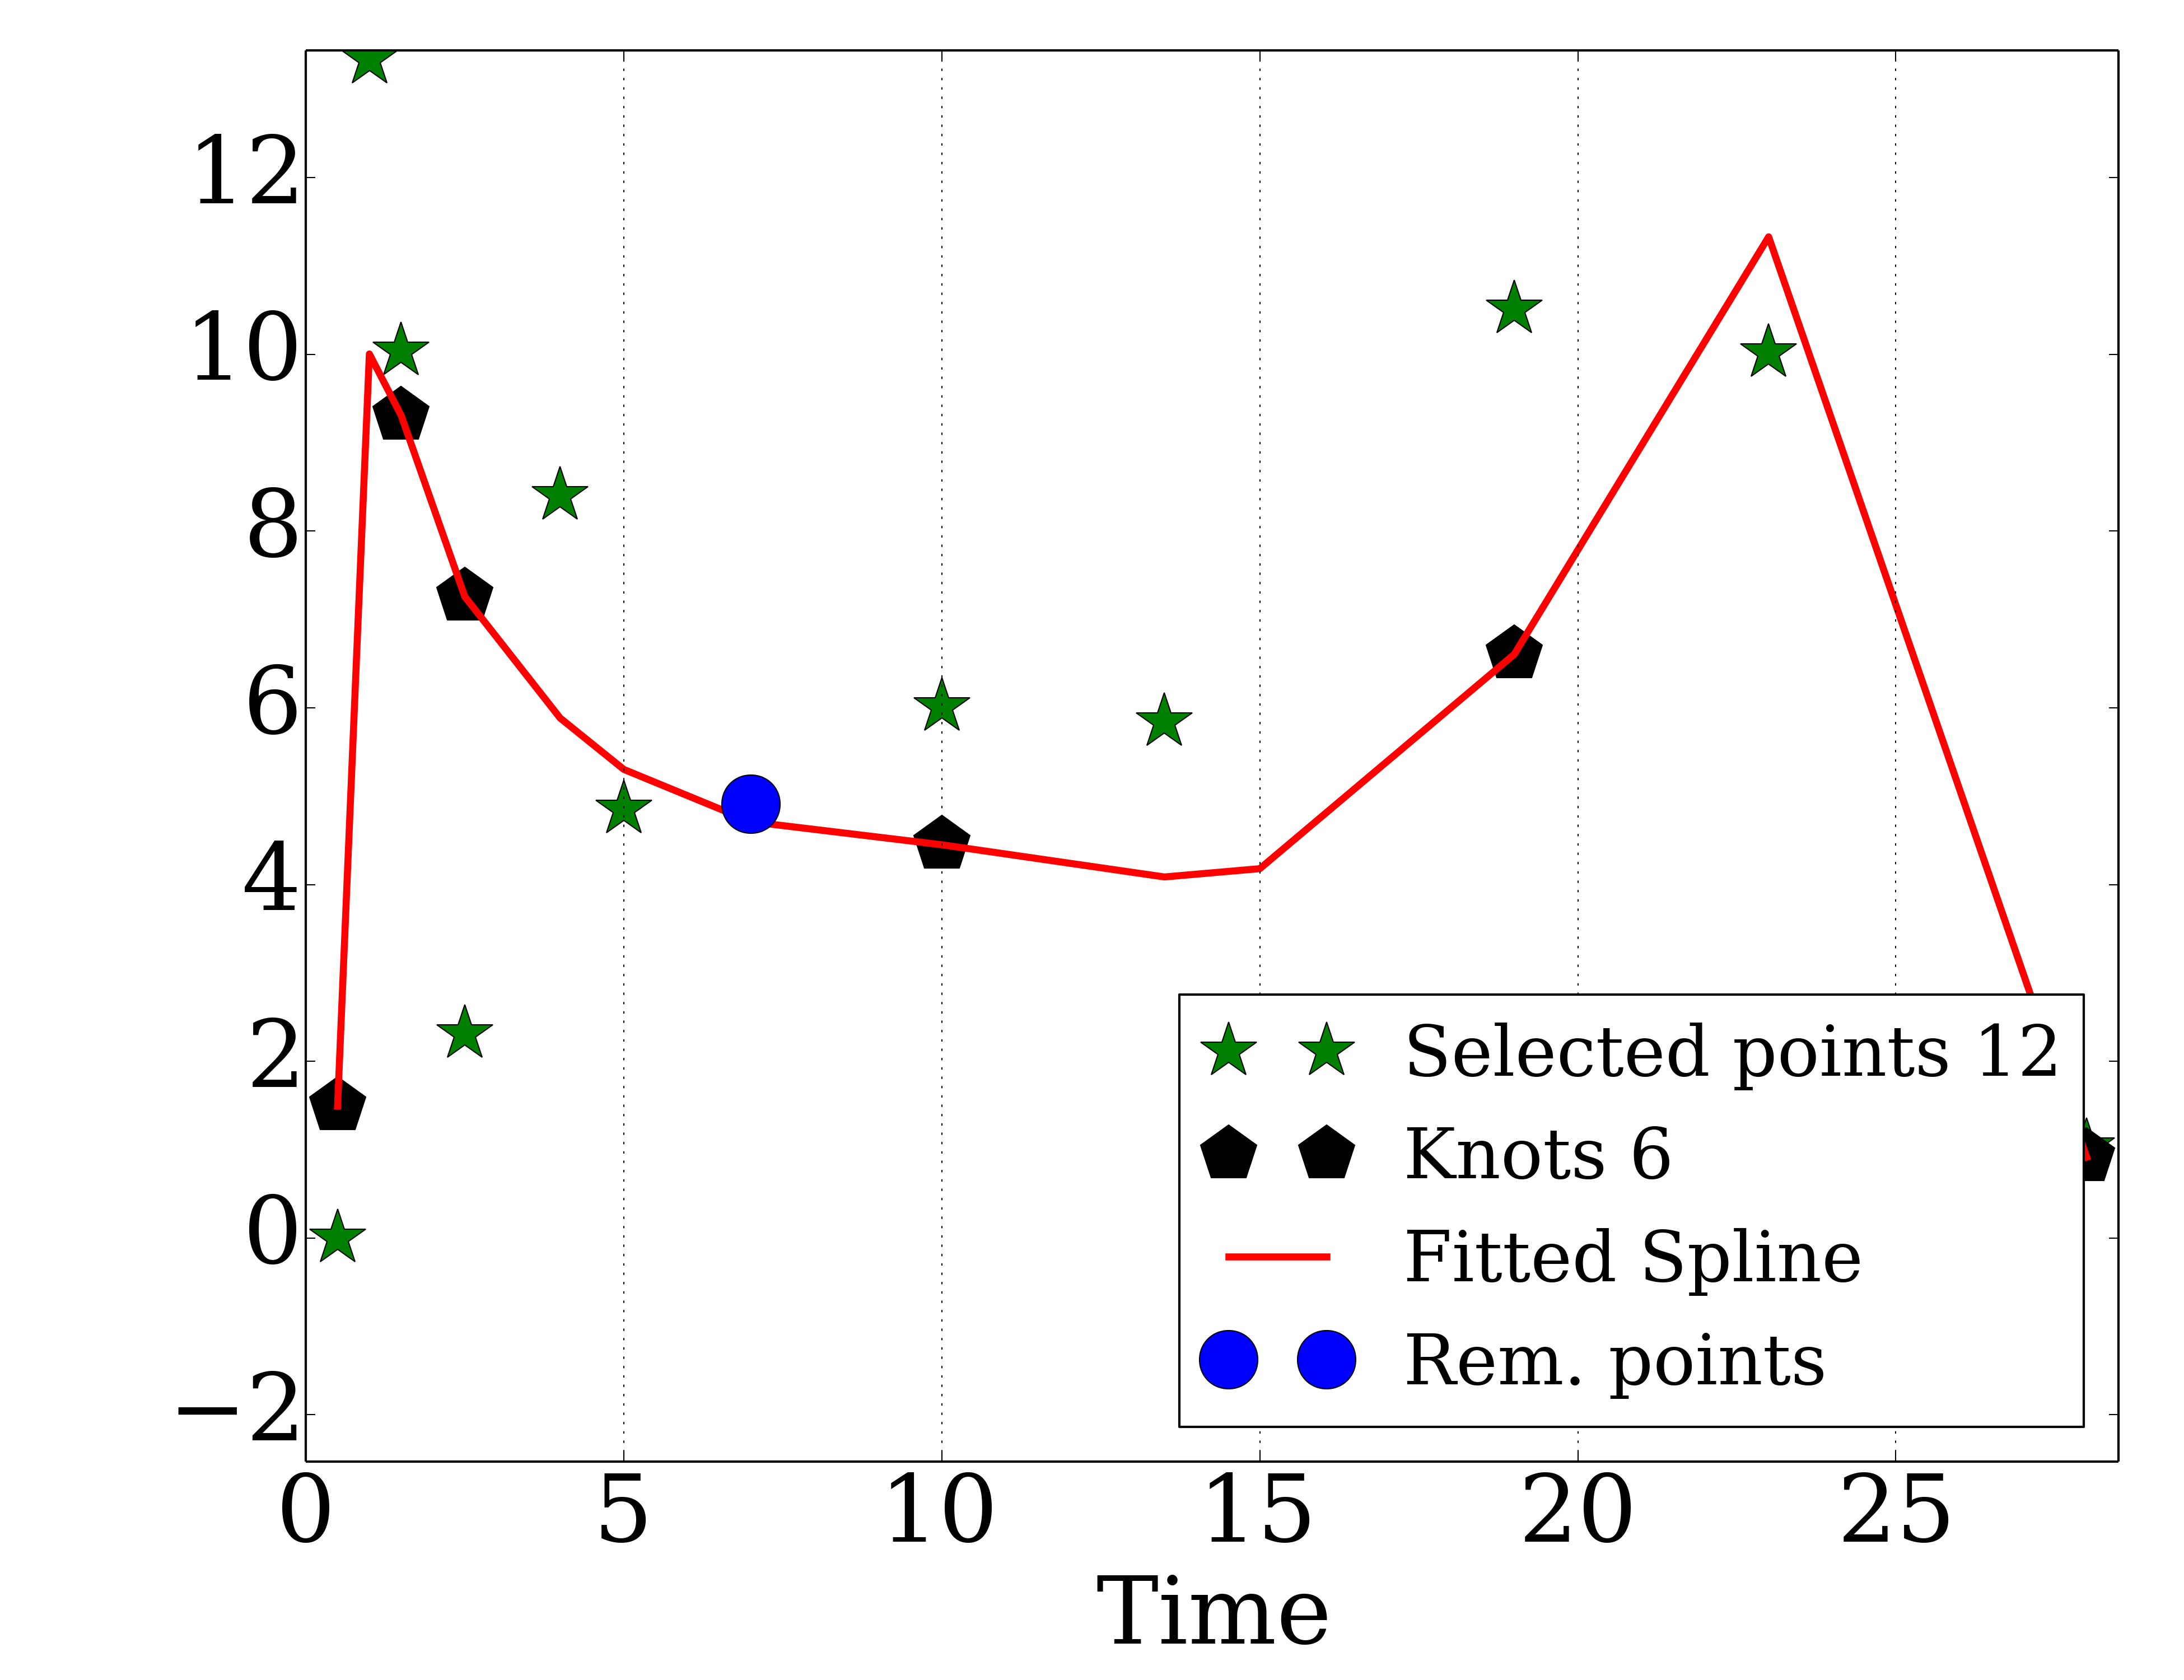 12
10
8
6
4
2
0
−2
0 5 10 15 20 25
Time
Selected points 12
Knots 6
Fitted Spline
Rem. points